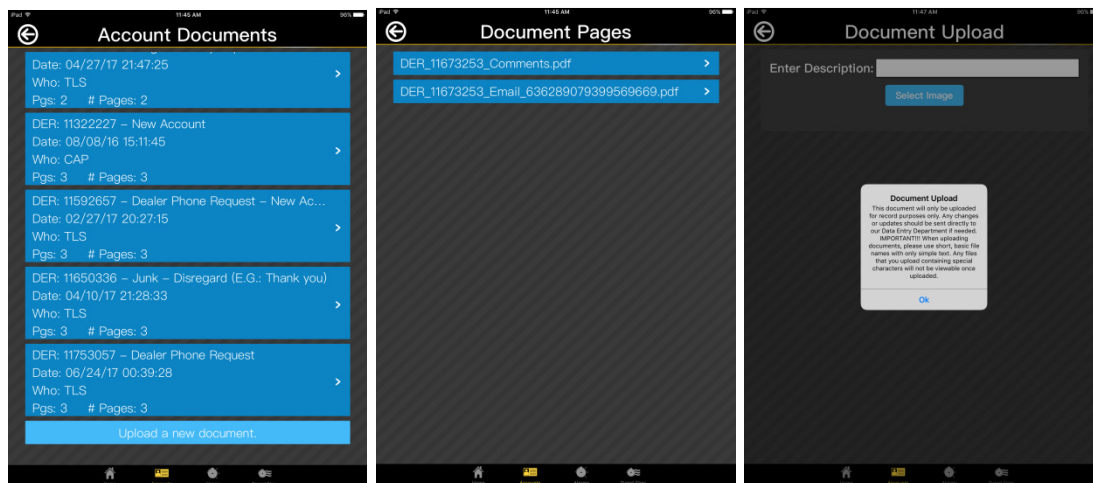 iPad 11:45 AM 96%
Account Documents
Date: 04/27/17 21:47:25
Who: TLS
Pgs: 2 # Pages: 2
DER: 11322227 – New Account
Date: 08/08/16 15:11:45
Who: CAP
Pgs: 3 # Pages: 3
DER: 11592657 – Dealer Phone Request – New Ac...
Date: 02/27/17 20:27:15
Who: TLS
Pgs: 3 # Pages: 3
DER: 11650336 – Junk – Disregard (E.G.: Thank you)
Date: 04/10/17 21:28:33
Who: TLS
Pgs: 3 # Pages: 3
DER: 11753057 – Dealer Phone Request
Date: 06/24/17 00:39:28
Who: TLS
Pgs: 3 # Pages: 3
Upload a new document.
iPad 11:46 AM 96%
Document Pages
DER_11673253_Comments.pdf
DER_11673253_Email_636289079399569669.pdf
Accounts
iPad 11:47 AM
Document Upload
Enter Description:
Select Image
Document Upload
This document will only be uploaded
for record purposes only. Any changes
or updates should be sent directly to
our Data Entry Department if needed.
IMPORTANT!!! When uploading
documents, please use short, basic file
names with only simple text. Any files
that you upload containing special
characters will not be viewable once
uploaded.
Ok